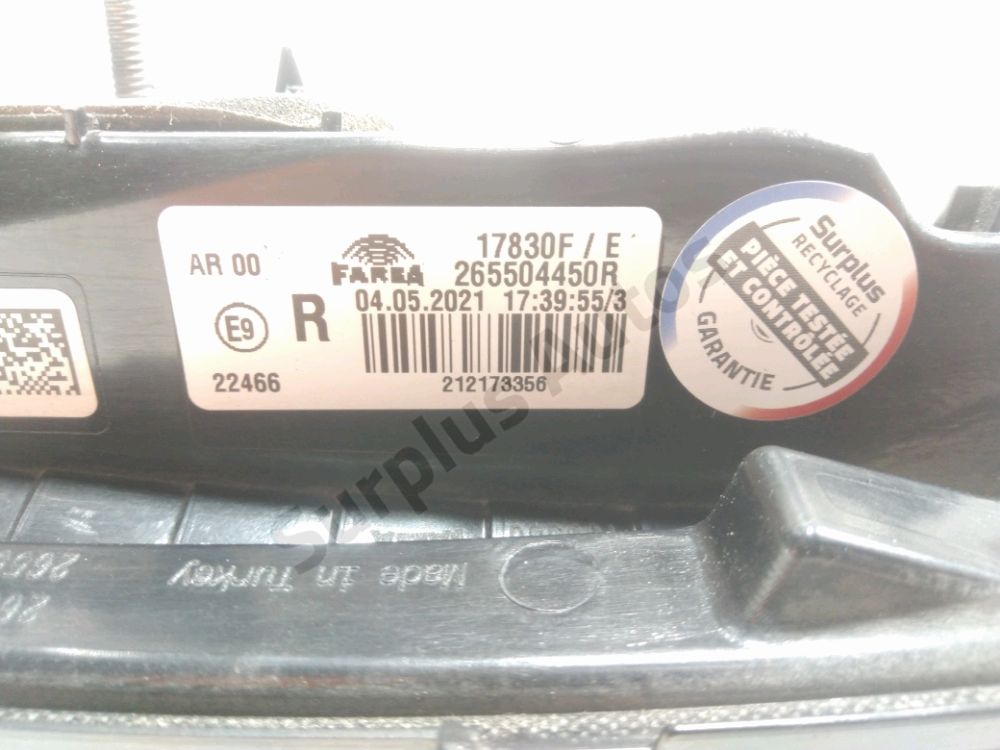 AR 00
FARBA
17830F / E
265504450R
E9
R
04.05.2021 17:39:55/3
22466
212173356
Surplus
RECYCLAGE
PIÈCE TESTÉE
ET CONTRÔLÉE
GARANTIE
Surplus Autos
Made in Turkey